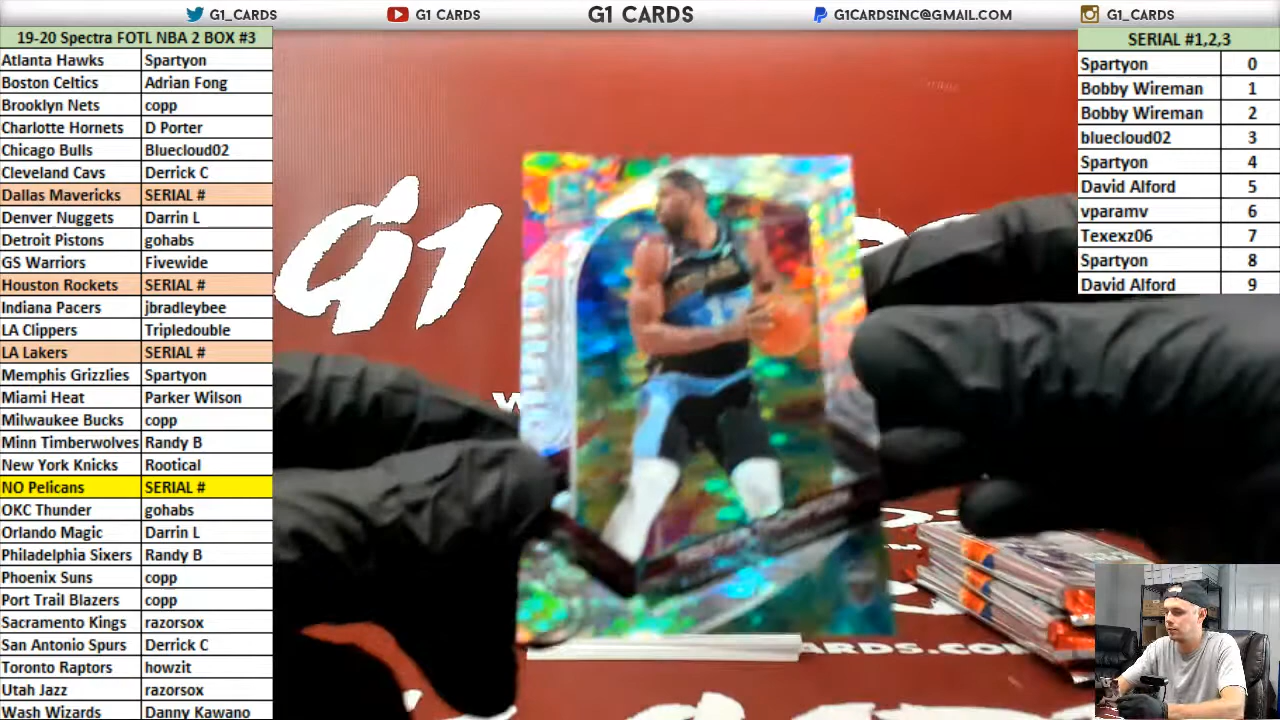 G1_CARDS
G1 CARDS
G1 CARDS
G1CARDSINC@GMAIL.COM
G1_CARDS
19-20 Spectra FOTL NBA 2 BOX #3
Atlanta Hawks Spartyon
Boston Celtics Adrian Fong
Brooklyn Nets copp
Charlotte Hornets D Porter
Chicago Bulls Bluecloud02
Cleveland Cavs Derrick C
Dallas Mavericks SERIAL #
Denver Nuggets Darrin L
Detroit Pistons gohabs
GS Warriors Fivewide
Houston Rockets SERIAL #
Indiana Pacers jbradleybee
LA Clippers Tripledouble
LA Lakers SERIAL #
Memphis Grizzlies Spartyon
Miami Heat Parker Wilson
Milwaukee Bucks copp
Minn Timberwolves Randy B
New York Knicks Rootical
NO Pelicans SERIAL #
OKC Thunder gohabs
Orlando Magic Darrin L
Philadelphia Sixers Randy B
Phoenix Suns copp
Port Trail Blazers copp
Sacramento Kings razorsox
San Antonio Spurs Derrick C
Toronto Raptors howzit
Utah Jazz razorsox
Wash Wizards Danny Kawano
SERIAL #1,2,3
Spartyon 0
Bobby Wireman 1
Bobby Wireman 2
bluecloud02 3
Spartyon 4
David Alford 5
vparamv 6
Texexz06 7
Spartyon 8
David Alford 9
G1